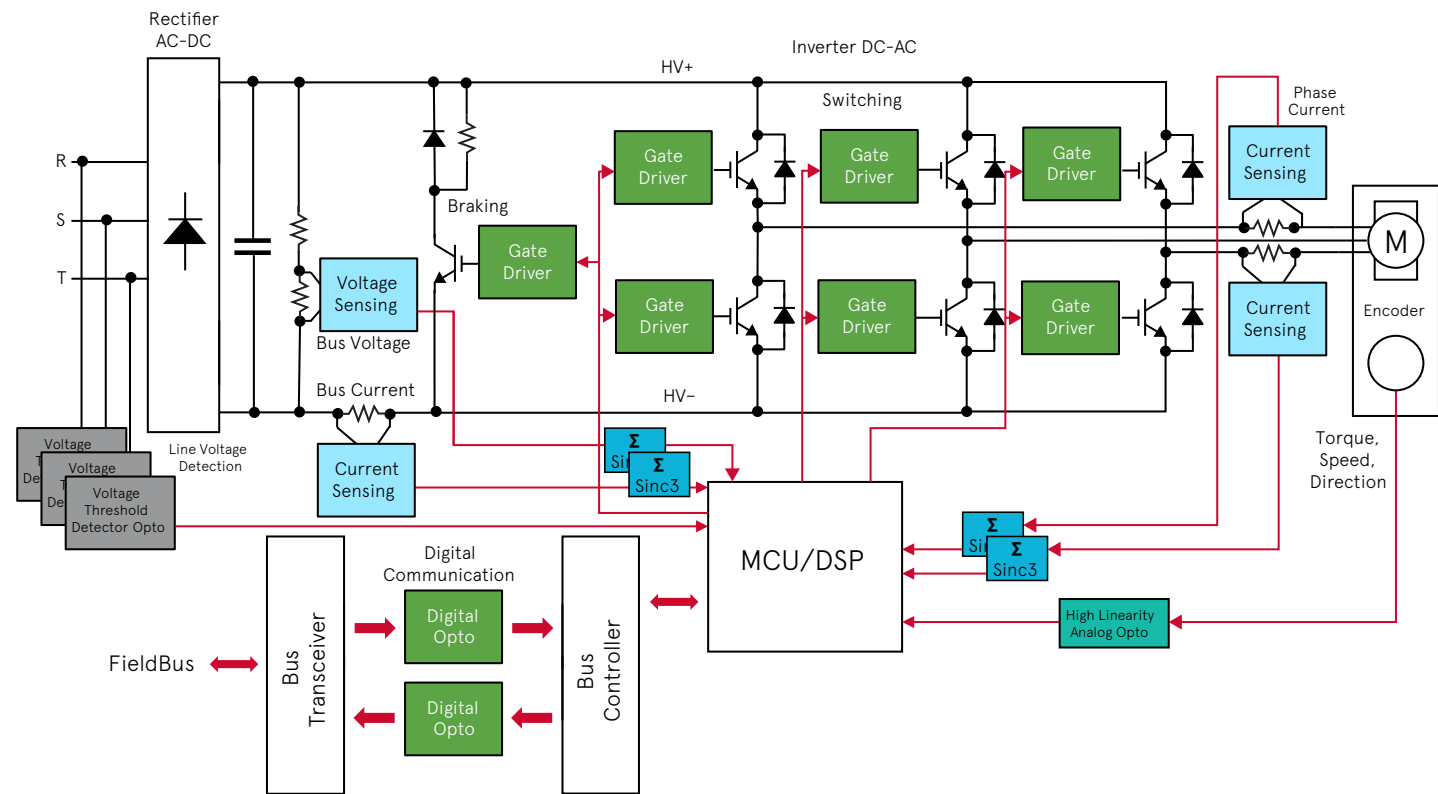 Rectifier
AC-DC
Inverter DC-AC
HV+
Switching
Phase
Current
R
S
T
Braking
Gate
Driver
Gate
Driver
Gate
Driver
Gate
Driver
Gate
Driver
Gate
Driver
Gate
Driver
Current
Sensing
M
Voltage
Sensing
Bus Voltage
Current
Sensing
Encoder
Bus Current
HV–
Line Voltage
Detection
Current
Sensing
Torque,
Speed,
Direction
Voltage
Voltage
Voltage
Threshold
Detector Opto
Σ
Σ
Sinc3
MCU/DSP
Σ
Σ
Sinc3
High Linearity
Analog Opto
Digital
Communication
Digital
Opto
Digital
Opto
FieldBus
Bus
Transceiver
Bus
Controller